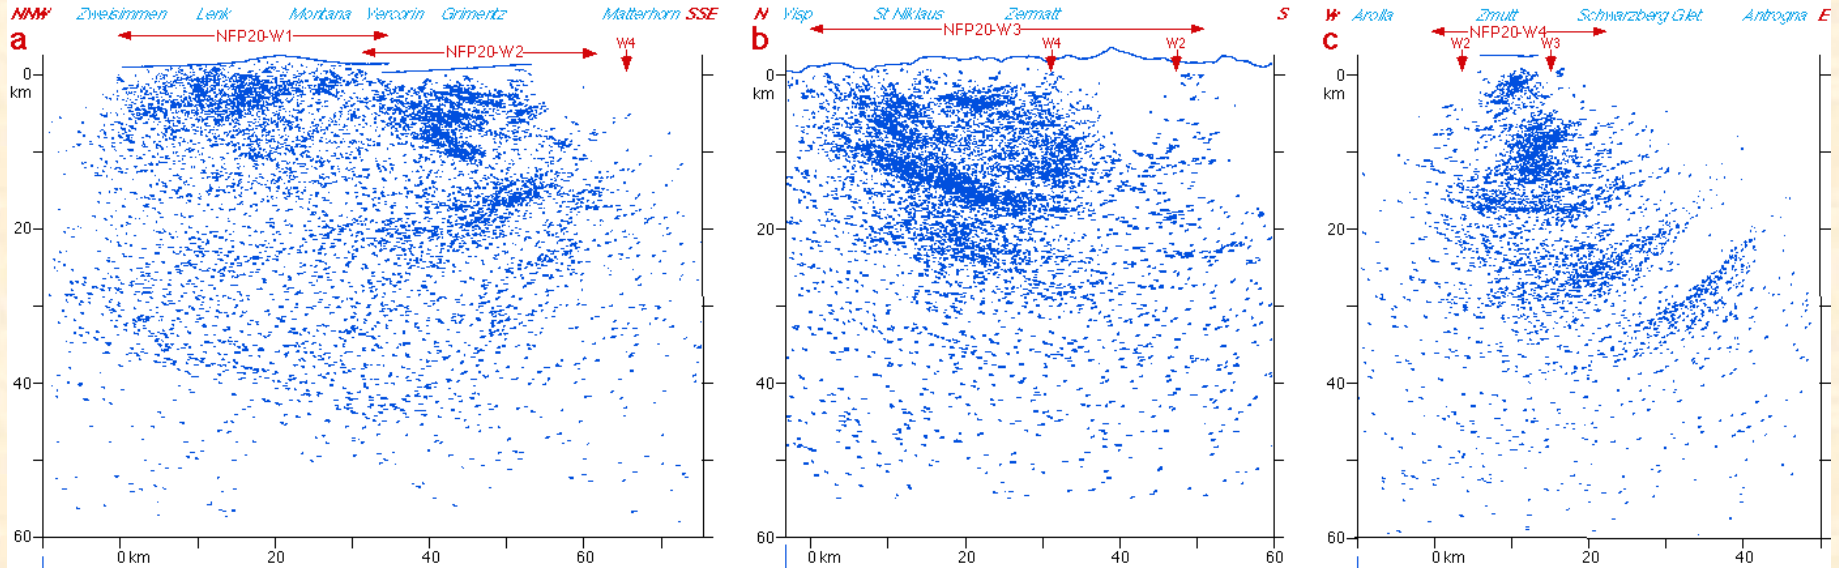 NNW Zweisimmen Lenk Montana Vercorin Grimentz Matterhorn SSE
a
NFP20-W1
NFP20-W2
W4
0
km
20
40
60
0 km 20 40 60
N Visp St Niklaus Zermatt S
b
NFP20-W3
W4 W2
0
km
20
40
60
0 km 20 40 60
W Arolla Zmutt Schwarzberg Glet. Antrogna E
c
NFP20-W4
W2 W3
0
km
20
40
60
0 km 20 40